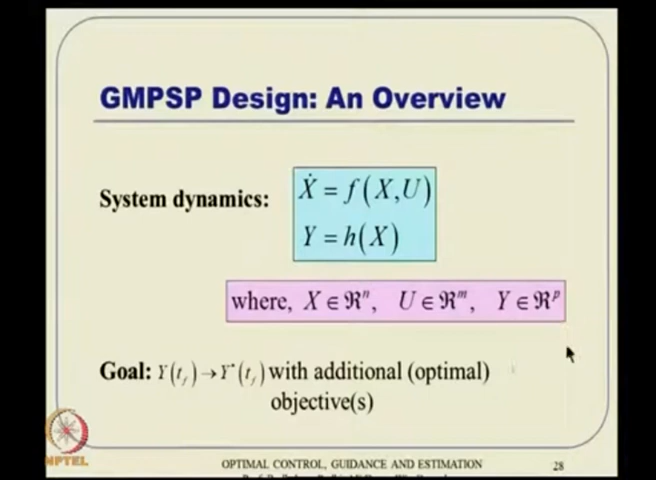 GMPSP Design: An Overview
System dynamics: Ẋ = f(X,U)
Y = h(X)
where, X ∈ ℜⁿ, U ∈ ℜᵐ, Y ∈ ℜᵖ
Goal: Y(t_f) → Y*(t_f) with additional (optimal)
objective(s)
NPTEL
OPTIMAL CONTROL, GUIDANCE AND ESTIMATION 28